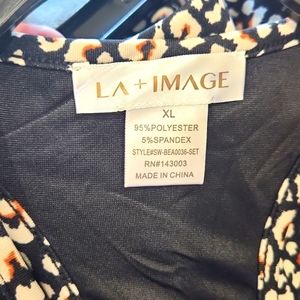 LA+IMAGE
XL
95%POLYESTER
5%SPANDEX
STYLE#SW-BEA0036-SET
RN#143003
MADE IN CHINA